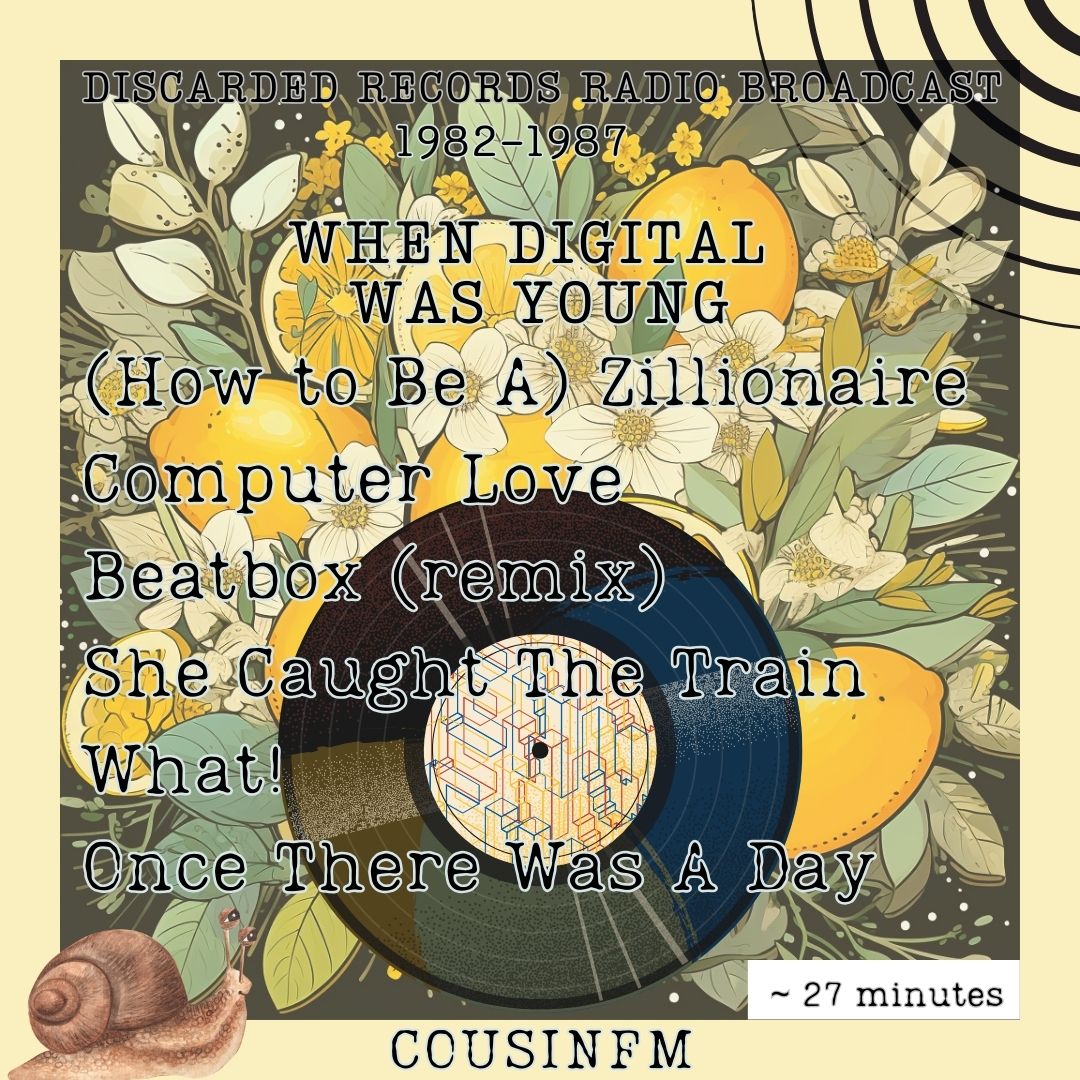 DISCARDED RECORDS RADIO BROADCAST
1982-1987
WHEN DIGITAL
WAS YOUNG
(How to Be A) Zillionaire
Computer Love
Beatbox (remix)
She Caught The Train
What!
Once There Was A Day
~ 27 minutes
COUSINFM